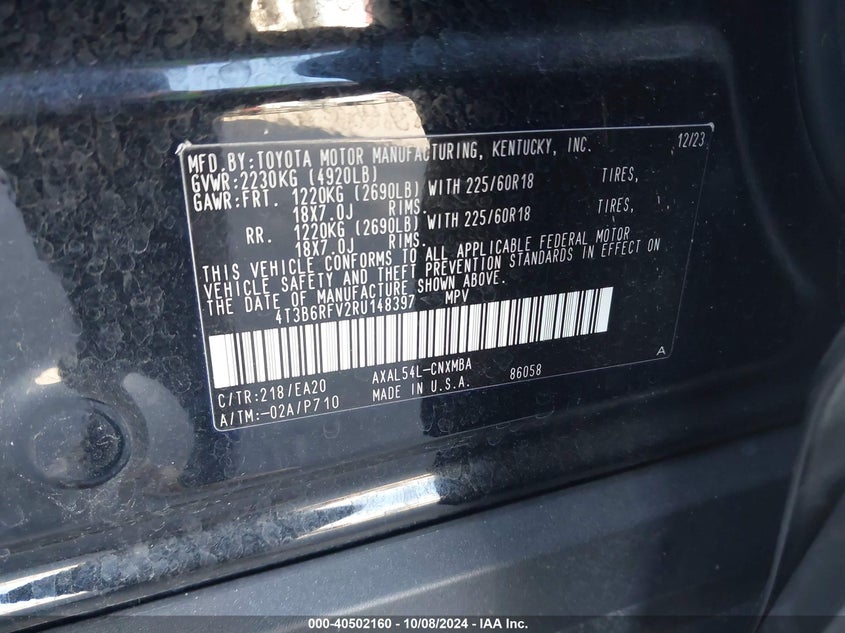 MFD.BY:TOYOTA MOTOR MANUFACTURING, KENTUCKY, INC. 12/23
GVWR:2230KG (4920LB)
GAWR:FRT. 1220KG (2690LB) WITH 225/60R18 TIRES,
18X7.0J RIMS.
RR. 1220KG (2690LB) WITH 225/60R18 TIRES,
18X7.0J RIMS.
THIS VEHICLE CONFORMS TO ALL APPLICABLE FEDERAL MOTOR
VEHICLE SAFETY AND THEFT PREVENTION STANDARDS IN EFFECT ON
THE DATE OF MANUFACTURE SHOWN ABOVE.
4T3B6RFV2RU148397 MPV
A
C/TR:218/EA20 AXAL54L-CNXMBA 86058
A/TM:-02A/P710 MADE IN U.S.A.
000-40502160 - 10/08/2024 - IAA Inc.